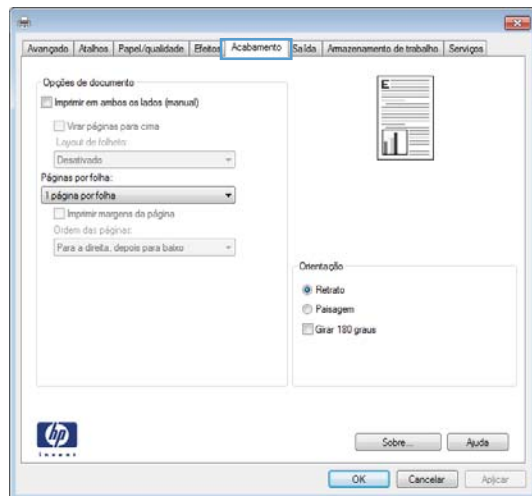 Avançado Atalhos Papel/qualidade Efeitos Acabamento Saída Armazenamento de trabalho Serviços
Opções de documento
Imprimir em ambos os lados (manual)
Virar páginas para cima
Layout de folheto:
Desativado
Páginas por folha:
1 página por folha
Imprimir margens da página
Ordem das páginas:
Para a direita, depois para baixo
E
Orientação
Retrato
Paisagem
Girar 180 graus
hp
invent
Sobre... Ajuda
OK Cancelar Aplicar